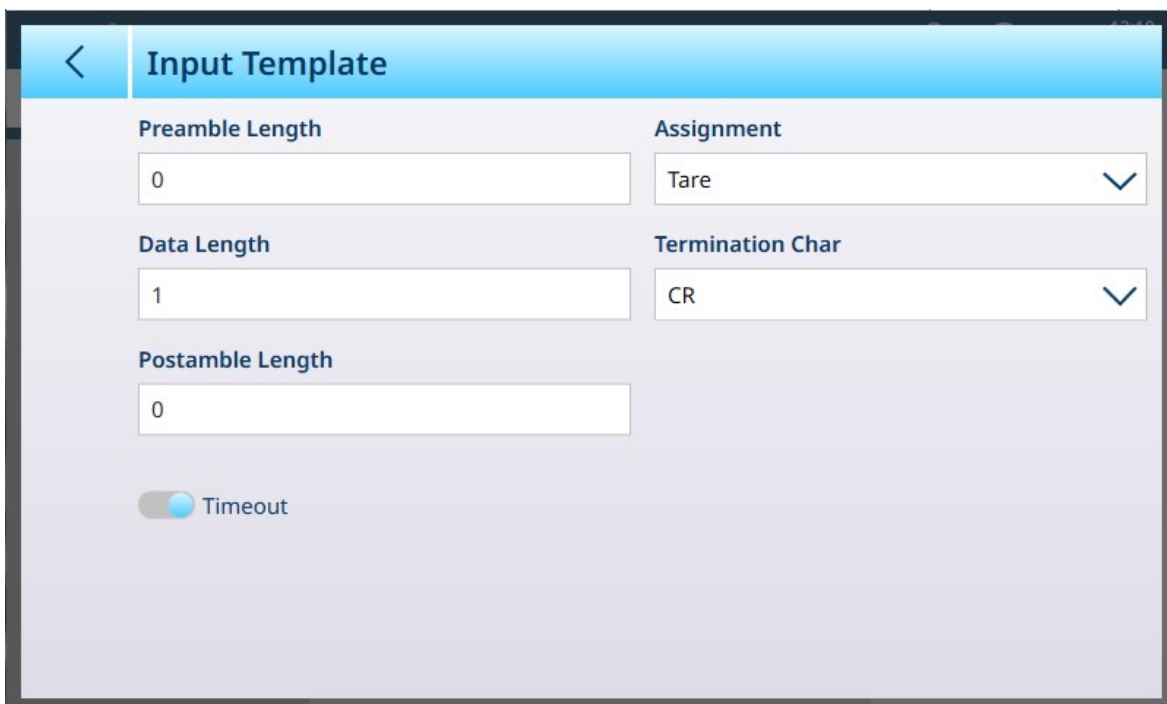 Input Template
Preamble Length
0
Assignment
Tare
Data Length
1
Termination Char
CR
Postamble Length
0
Timeout